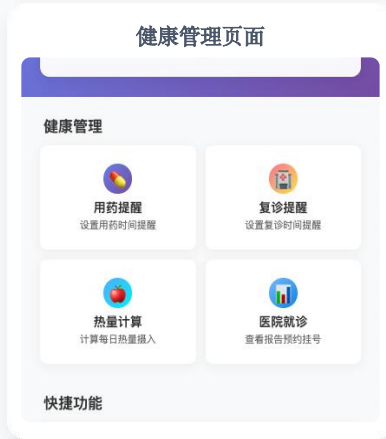 健康管理页面
健康管理
用药提醒
设置用药时间提醒
复诊提醒
设置复诊时间提醒
热量计算
计算每日热量摄入
医院就诊
查看报告预约挂号
快捷功能